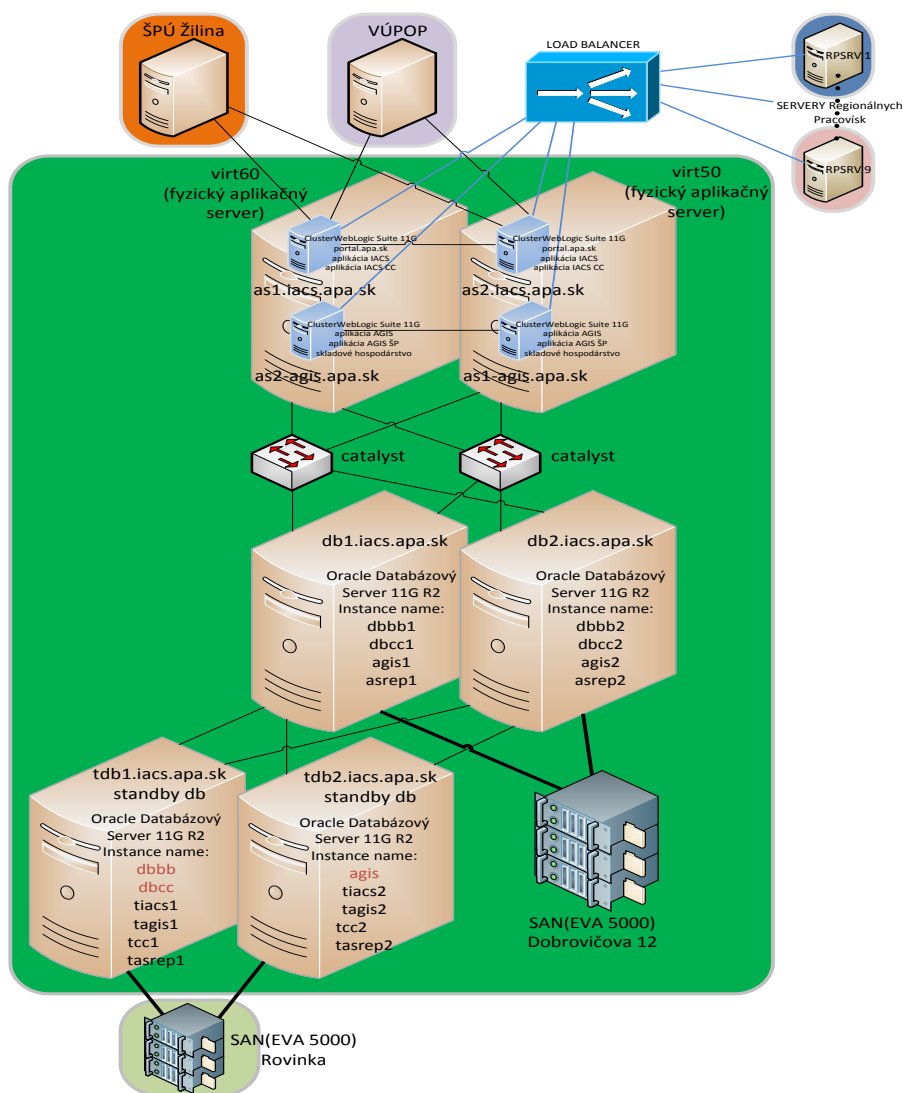 ŠPÚ Žilina
VÚPOP
LOAD BALANCER
RPSRV 1
SERVERY Regionálnych
Pracovísk
RPSRV 9
virt60
(fyzický aplikačný
server)
virt50
(fyzický aplikačný
server)
ClusterWebLogic Suite 11G
portal.apa.sk
aplikácia IACS
aplikácia IACS CC
as1.iacs.apa.sk
ClusterWebLogic Suite 11G
portal.apa.sk
aplikácia IACS
aplikácia IACS CC
as2.iacs.apa.sk
ClusterWebLogic Suite 11G
aplikácia AGIS
aplikácia AGIS ŠP
skladové hospodárstvo
as2-agis.apa.sk
ClusterWebLogic Suite 11G
aplikácia AGIS
aplikácia AGIS ŠP
skladové hospodárstvo
as1-agis.apa.sk
catalyst
catalyst
db1.iacs.apa.sk
Oracle Databázový
Server 11G R2
Instance name:
dbbb1
dbcc1
agis1
asrep1
db2.iacs.apa.sk
Oracle Databázový
Server 11G R2
Instance name:
dbbb2
dbcc2
agis2
asrep2
tdb1.iacs.apa.sk
standby db
Oracle Databázový
Server 11G R2
Instance name:
dbbb
dbcc
tiacs1
tagis1
tcc1
tasrep1
tdb2.iacs.apa.sk
standby db
Oracle Databázový
Server 11G R2
Instance name:
agis
tiacs2
tagis2
tcc2
tasrep2
SAN(EVA 5000)
Dobrovičova 12
SAN(EVA 5000)
Rovinka